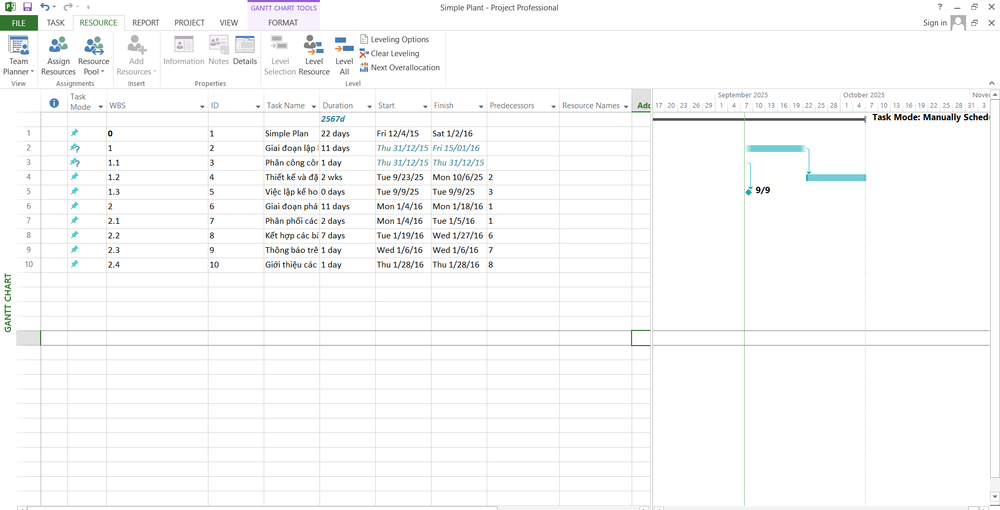 GANTT CHART TOOLS
Simple Plant - Project Professional
?
FILE TASK RESOURCE REPORT PROJECT VIEW FORMAT
Sign in
Team Planner
Assign Resources
Resource Pool
Add Resources
Information
Notes
Details
Level Selection
Level Resource
Level All
Leveling Options
Clear Leveling
Next Overallocation
View Assignments Insert Properties Level
GANTT CHART
Task Mode WBS ID Task Name Duration Start Finish Predecessors Resource Names Add
2567d
1 0 1 Simple Plan 22 days Fri 12/4/15 Sat 1/2/16
2 1 2 Giai đoạn lập 11 days Thu 31/12/15 Fri 15/01/16
3 1.1 3 Phân công côn 1 day Thu 31/12/15 Thu 31/12/15
4 1.2 4 Thiết kế và đặ 2 wks Tue 9/23/25 Mon 10/6/25 2
5 1.3 5 Việc lập kế ho 0 days Tue 9/9/25 Tue 9/9/25 3
6 2 6 Giai đoạn phá 11 days Mon 1/4/16 Mon 1/18/16 1
7 2.1 7 Phân phối các 2 days Mon 1/4/16 Tue 1/5/16 1
8 2.2 8 Kết hợp các bà 7 days Tue 1/19/16 Wed 1/27/16 6
9 2.3 9 Thông báo trê 1 day Wed 1/6/16 Wed 1/6/16 7
10 2.4 10 Giới thiệu các 1 day Thu 1/28/16 Thu 1/28/16 8
September 2025 October 2025 Nover
17 20 23 26 29 1 4 7 10 13 16 19 22 25 28 1 4 7 10 13 16 19 22 25 28 31 3
Task Mode: Manually Sched
9/9